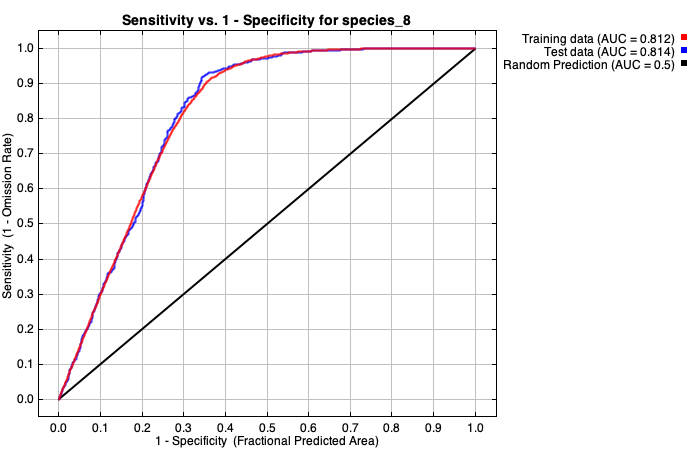 Sensitivity vs. 1 - Specificity for species_8
Training data (AUC = 0.812)
Test data (AUC = 0.814)
Random Prediction (AUC = 0.5)
Sensitivity (1 - Omission Rate)
1.0
0.9
0.8
0.7
0.6
0.5
0.4
0.3
0.2
0.1
0.0
0.0 0.1 0.2 0.3 0.4 0.5 0.6 0.7 0.8 0.9 1.0
1 - Specificity (Fractional Predicted Area)